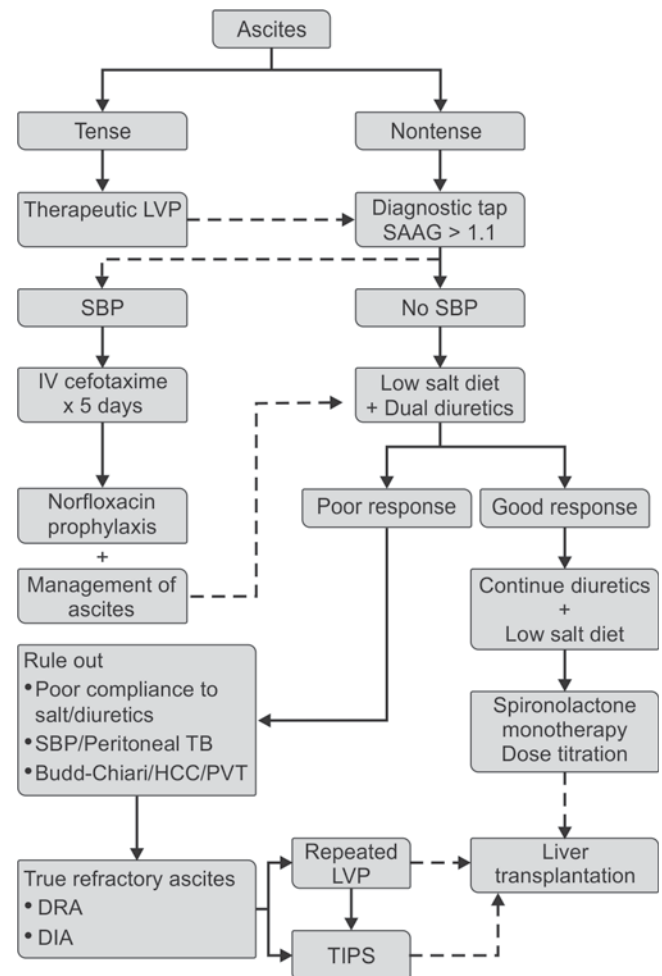 Ascites
Tense
Nontense
Therapeutic LVP
Diagnostic tap
SAAG > 1.1
SBP
No SBP
IV cefotaxime
x 5 days
Low salt diet
+ Dual diuretics
Poor response
Good response
Norfloxacin
prophylaxis
+
Management of
ascites
Continue diuretics
+
Low salt diet
Rule out
• Poor compliance to
salt/diuretics
• SBP/Peritoneal TB
• Budd-Chiari/HCC/PVT
Spironolactone
monotherapy
Dose titration
True refractory ascites
• DRA
• DIA
Repeated
LVP
TIPS
Liver
transplantation